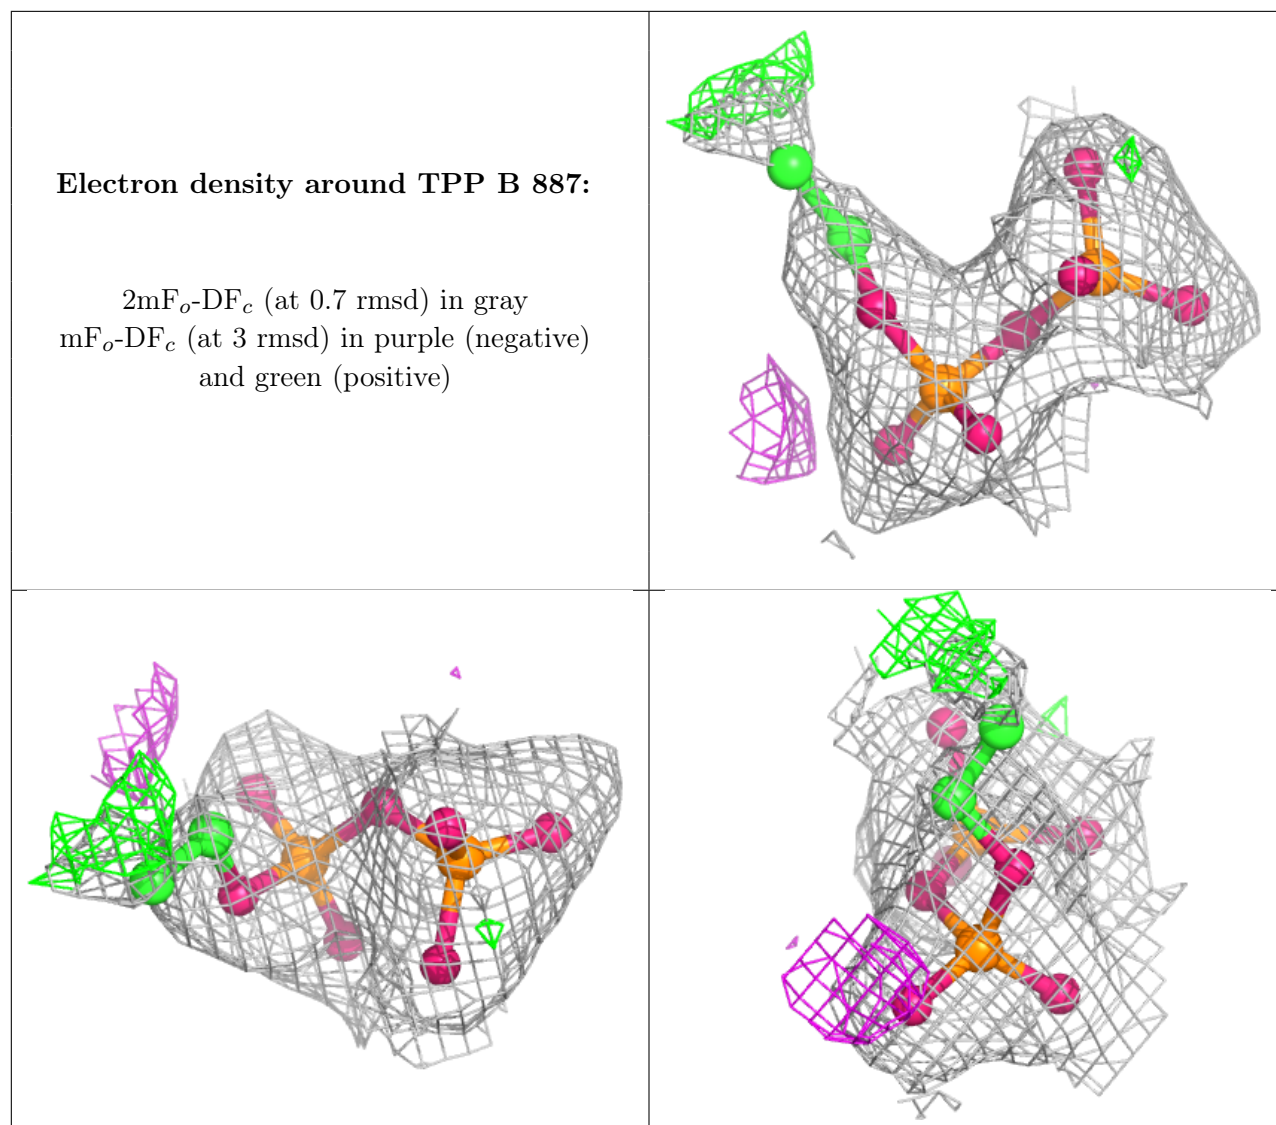 Electron density around TPP B 887:
2mF$_o$-DF$_c$ (at 0.7 rmsd) in gray
mF$_o$-DF$_c$ (at 3 rmsd) in purple (negative)
and green (positive)